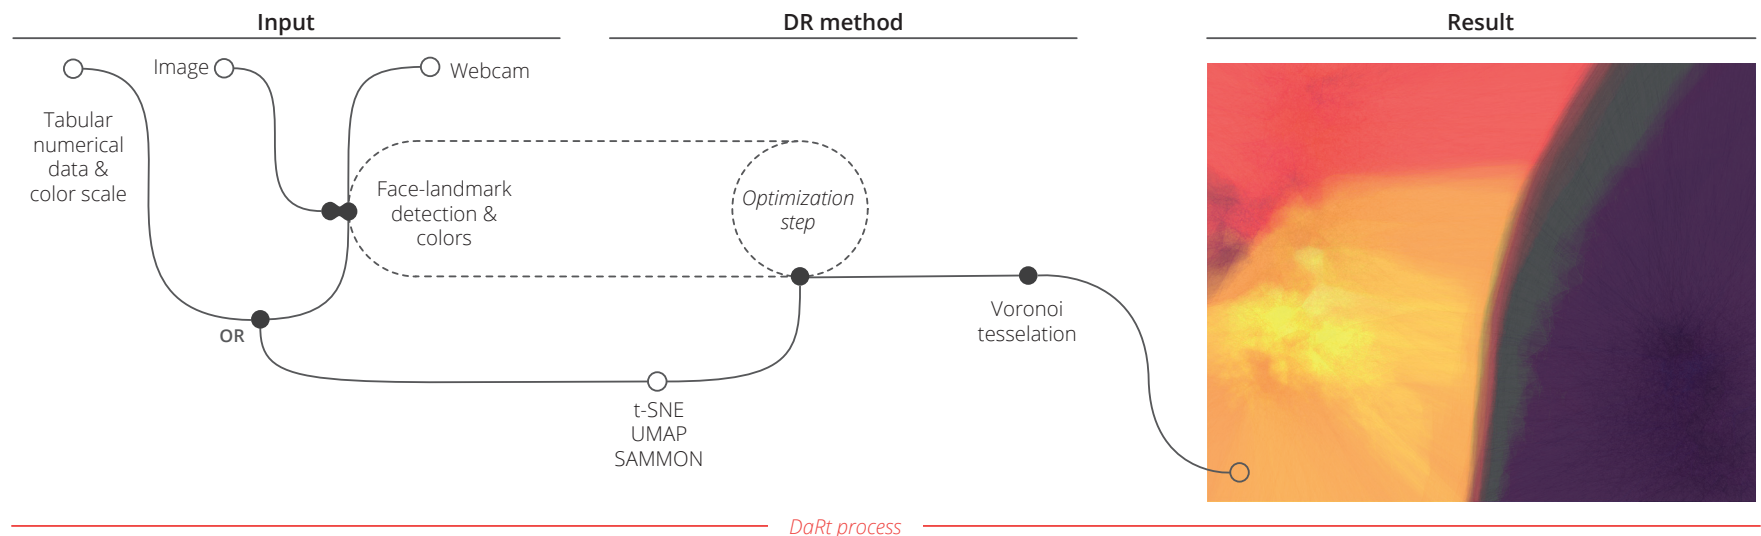 Input
DR method
Result
Image
Webcam
Tabular
numerical
data &
color scale
Face-landmark
detection &
colors
Optimization
step
OR
Voronoi
tesselation
t-SNE
UMAP
SAMMON
DaRt process